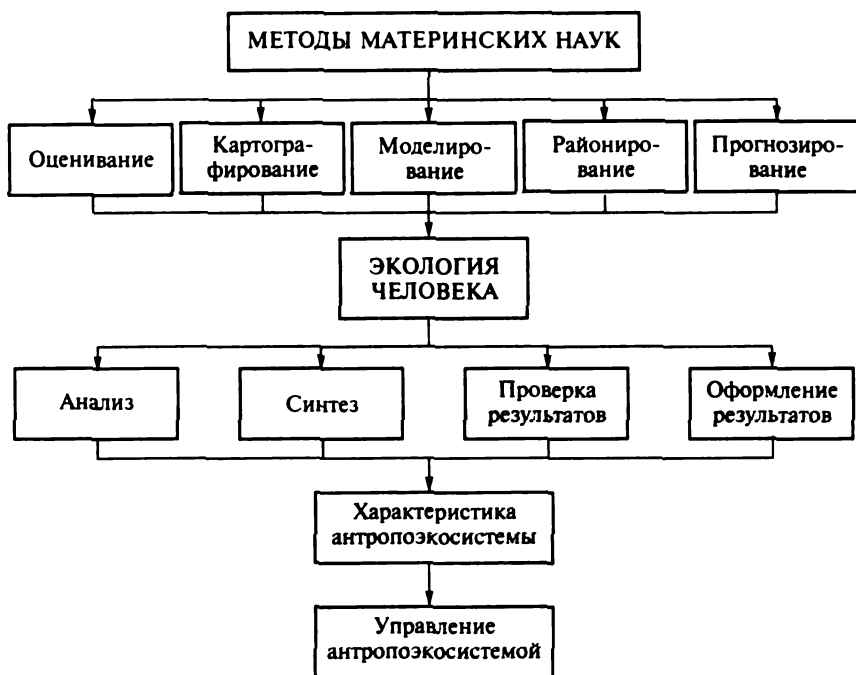 МЕТОДЫ МАТЕРИНСКИХ НАУК
Оценивание
Картогра-
фирование
Моделиро-
вание
Райониро-
вание
Прогнозиро-
вание
ЭКОЛОГИЯ
ЧЕЛОВЕКА
Анализ
Синтез
Проверка
результатов
Оформление
результатов
Характеристика
антропоэкосистемы
Управление
антропоэкосистемой